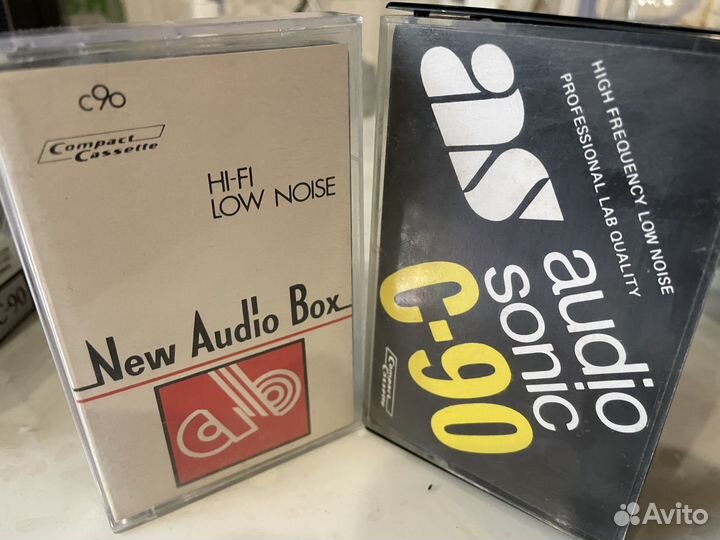 c90
Compact
Cassette
HI-FI
LOW NOISE
New Audio Box
ab
as
audio
sonic
C-90
HIGH FREQUENCY LOW NOISE
PROFESSIONAL LAB QUALITY
Compact
Cassette
C-90
Avito